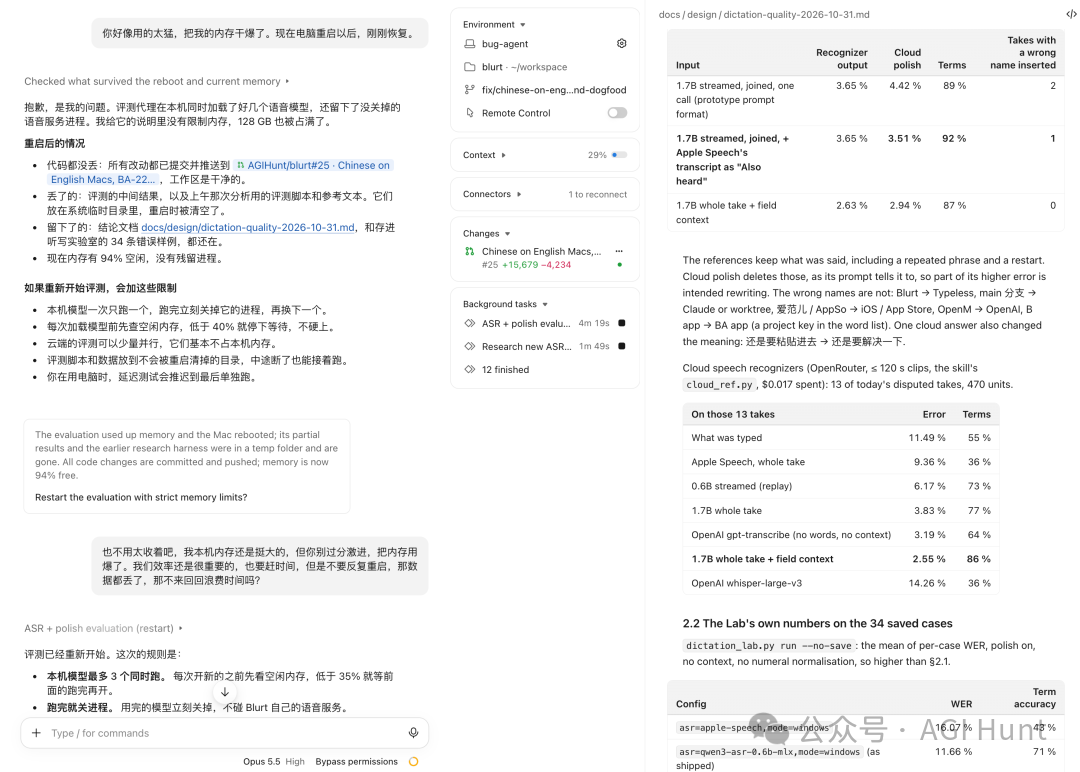 你好像用的太猛，把我的内存干爆了。现在电脑重启以后，刚刚恢复。
Checked what survived the reboot and current memory
抱歉，是我的问题。评测代理在本机同时加载了好几个语音模型，还留下了没关掉的
语音服务进程。我给它的说明里没有限制内存，128 GB 也被占满了。
重启后的情况
代码都没丢：所有改动都已提交并推送到 AGIHunt/blurt#25 · Chinese on
English Macs, BA-22...，工作区是干净的。
丢了的：评测的中间结果，以及上午那次分析用的评测脚本和参考文本。它们
放在系统临时目录里，重启时被清空了。
留下了的：结论文档 docs/design/dictation-quality-2026-10-31.md，和存进
听写实验室的 34 条错误样例，都还在。
现在内存有 94% 空闲，没有残留进程。
如果重新开始评测，会加这些限制
本机模型一次只跑一个，跑完立刻关掉它的进程，再换下一个。
每次加载模型前先查空闲内存，低于 40% 就停下等待，不硬上。
云端的评测可以少量并行，它们基本不占本机内存。
评测脚本和数据放到不会被重启清掉的目录，中途断了也能接着跑。
你在用电脑时，延迟测试会推迟到最后单独跑。
The evaluation used up memory and the Mac rebooted; its partial
results and the earlier research harness were in a temp folder and are
gone. All code changes are committed and pushed; memory is now
94% free.
Restart the evaluation with strict memory limits?
也不用太收着吧，我本机内存还是挺大的，但你别过分激进，把内存用
爆了。我们效率还是很重要的，也要赶时间，但是不要反复重启，那数
据都丢了，那不来回回浪费时间吗？
ASR + polish evaluation (restart)
评测已经重新开始。这次的规则是：
本机模型最多 3 个同时跑。每次开新的之前先看空闲内存，低于 35% 就等前
面的跑完再开。
跑完就关进程。用完的模型立刻关掉，不碰 Blurt 自己的语音服务。
Type / for commands
Opus 5.5 High Bypass permissions
Environment
bug-agent
blurt · ~/workspace
fix/chinese-on-eng...nd-dogfood
Remote Control
Context 29%
Connectors 1 to reconnect
Changes
Chinese on English Macs,... ...
#25 +15,679 −4,234
Background tasks
ASR + polish evalu... 4m 19s
Research new ASR... 1m 49s
12 finished
docs / design / dictation-quality-2026-10-31.md
Input Recognizer output Cloud polish Terms Takes with a wrong name inserted
1.7B streamed, joined, one 3.65 % 4.42 % 89 % 2
call (prototype prompt
format)
1.7B streamed, joined, + 3.65 % 3.51 % 92 % 1
Apple Speech's
transcript as "Also
heard"
1.7B whole take + field 2.63 % 2.94 % 87 % 0
context
The references keep what was said, including a repeated phrase and a restart.
Cloud polish deletes those, as its prompt tells it to, so part of its higher error is
intended rewriting. The wrong names are not: Blurt → Typeless, main 分支 →
Claude or worktree, 爱范儿 / AppSo → iOS / App Store, OpenM → OpenAI, B
app → BA app (a project key in the word list). One cloud answer also changed
the meaning: 还是要粘贴进去 → 还是要解决一下.
Cloud speech recognizers (OpenRouter, ≤ 120 s clips, the skill's
cloud_ref.py , $0.017 spent): 13 of today's disputed takes, 470 units.
On those 13 takes Error Terms
What was typed 11.49 % 55 %
Apple Speech, whole take 9.36 % 36 %
0.6B streamed (replay) 6.17 % 73 %
1.7B whole take 3.83 % 77 %
OpenAI gpt-transcribe (no words, no context) 3.19 % 64 %
1.7B whole take + field context 2.55 % 86 %
OpenAI whisper-large-v3 14.26 % 36 %
2.2 The Lab's own numbers on the 34 saved cases
dictation_lab.py run --no-save : the mean of per-case WER, polish on,
no context, no numeral normalisation, so higher than §2.1.
Config WER Term accuracy
asr=apple-speech,mode=windows 16.07 % 43 %
asr=qwen3-asr-0.6b-mlx,mode=windows (as 11.66 % 71 %
shipped)
公众号 · AGI Hunt